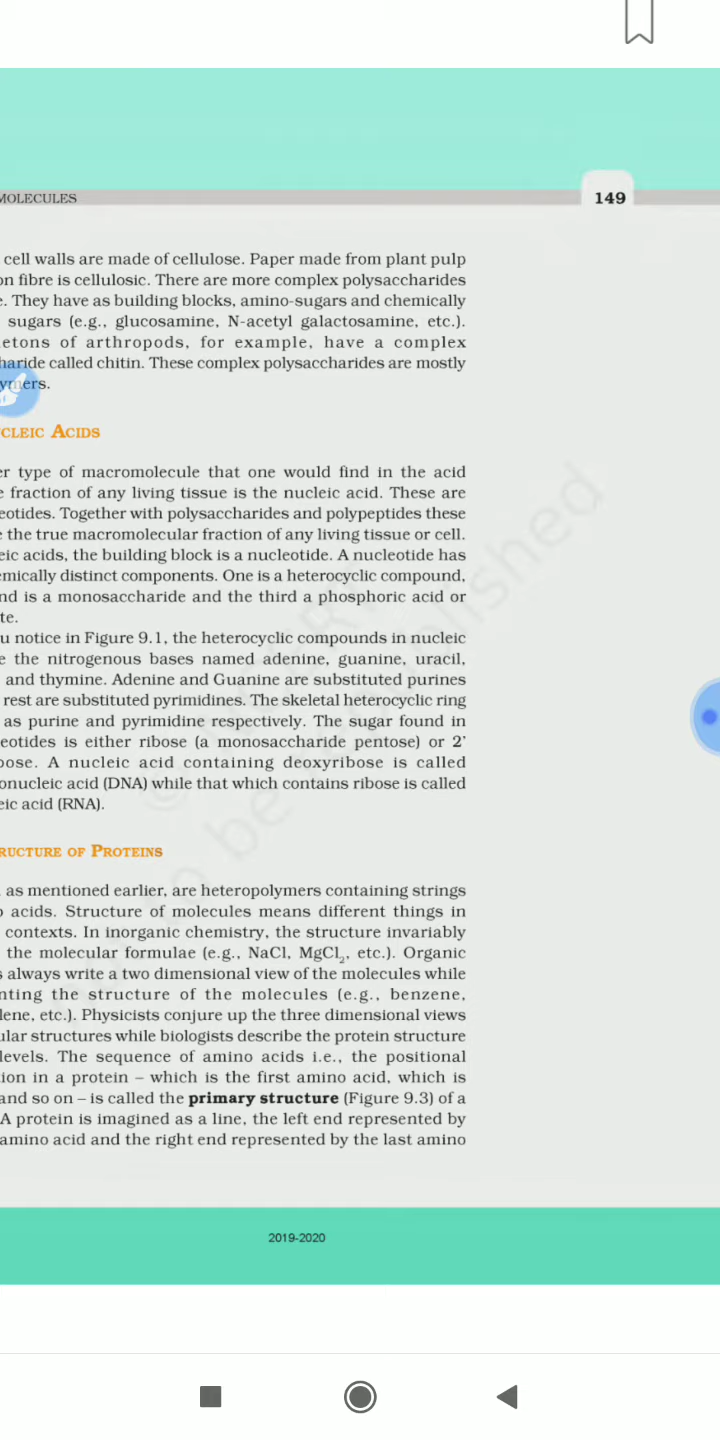 MOLECULES
149
cell walls are made of cellulose. Paper made from plant pulp
on fibre is cellulosic. There are more complex polysaccharides
e. They have as building blocks, amino-sugars and chemically
sugars (e.g., glucosamine, N-acetyl galactosamine, etc.).
etons of arthropods, for example, have a complex
haride called chitin. These complex polysaccharides are mostly
ymers.
CLEIC ACIDS
er type of macromolecule that one would find in the acid
e fraction of any living tissue is the nucleic acid. These are
eotides. Together with polysaccharides and polypeptides these
e the true macromolecular fraction of any living tissue or cell.
eic acids, the building block is a nucleotide. A nucleotide has
emically distinct components. One is a heterocyclic compound,
nd is a monosaccharide and the third a phosphoric acid or
te.
u notice in Figure 9.1, the heterocyclic compounds in nucleic
e the nitrogenous bases named adenine, guanine, uracil,
and thymine. Adenine and Guanine are substituted purines
rest are substituted pyrimidines. The skeletal heterocyclic ring
as purine and pyrimidine respectively. The sugar found in
eotides is either ribose (a monosaccharide pentose) or 2’
bose. A nucleic acid containing deoxyribose is called
onucleic acid (DNA) while that which contains ribose is called
eic acid (RNA).
RUCTURE OF PROTEINS
as mentioned earlier, are heteropolymers containing strings
o acids. Structure of molecules means different things in
contexts. In inorganic chemistry, the structure invariably
the molecular formulae (e.g., NaCl, MgCl₂, etc.). Organic
s always write a two dimensional view of the molecules while
nting the structure of the molecules (e.g., benzene,
lene, etc.). Physicists conjure up the three dimensional views
ular structures while biologists describe the protein structure
levels. The sequence of amino acids i.e., the positional
ion in a protein – which is the first amino acid, which is
and so on – is called the primary structure (Figure 9.3) of a
A protein is imagined as a line, the left end represented by
amino acid and the right end represented by the last amino
2019-2020